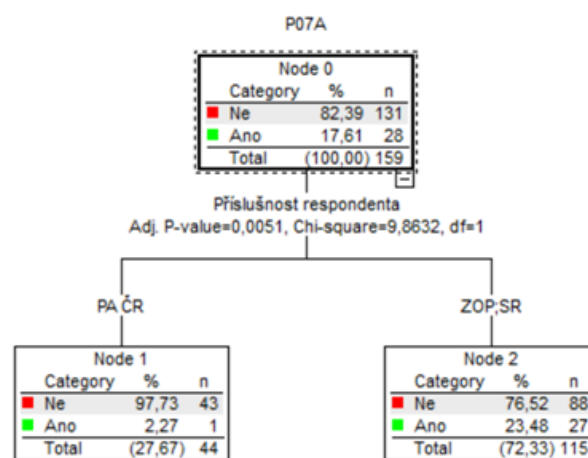 P07A
Node 0
Category % n
Ne 82,39 131
Ano 17,61 28
Total (100,00) 159
Příslušnost respondenta
Adj. P-value=0,0051, Chi-square=9,8632, df=1
PA ČR
ZOP;SR
Node 1
Category % n
Ne 97,73 43
Ano 2,27 1
Total (27,67) 44
Node 2
Category % n
Ne 76,52 88
Ano 23,48 27
Total (72,33) 115